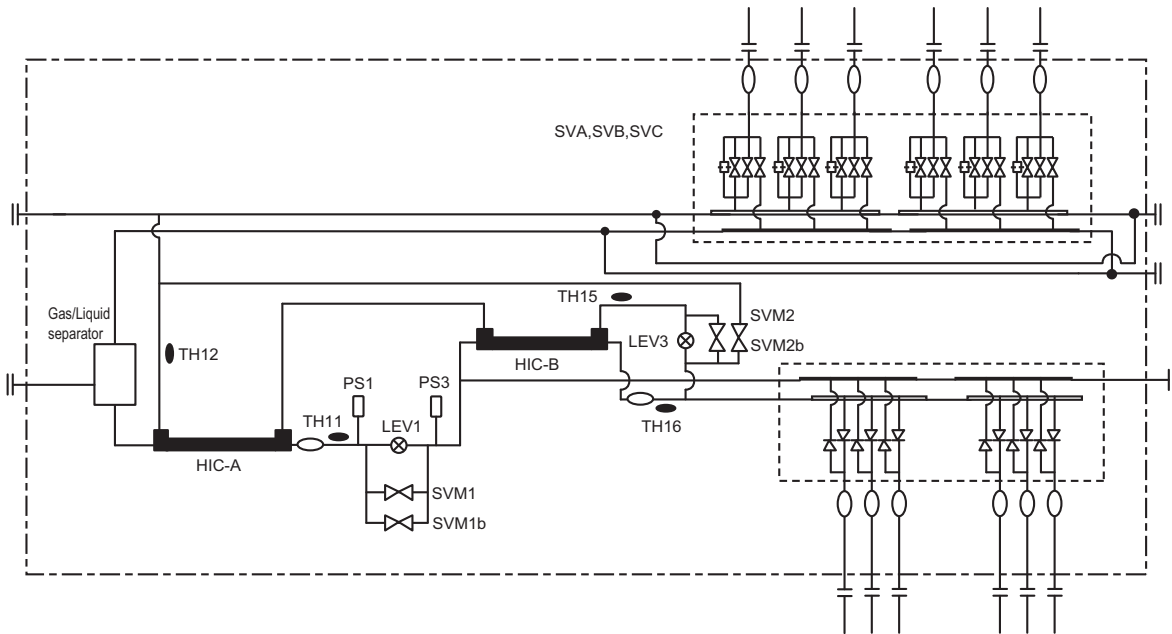 SVA,SVB,SVC
Gas/Liquid
separator
TH15
SVM2
LEV3
SVM2b
TH12
HIC-B
PS1
PS3
TH11
LEV1
TH16
HIC-A
SVM1
SVM1b